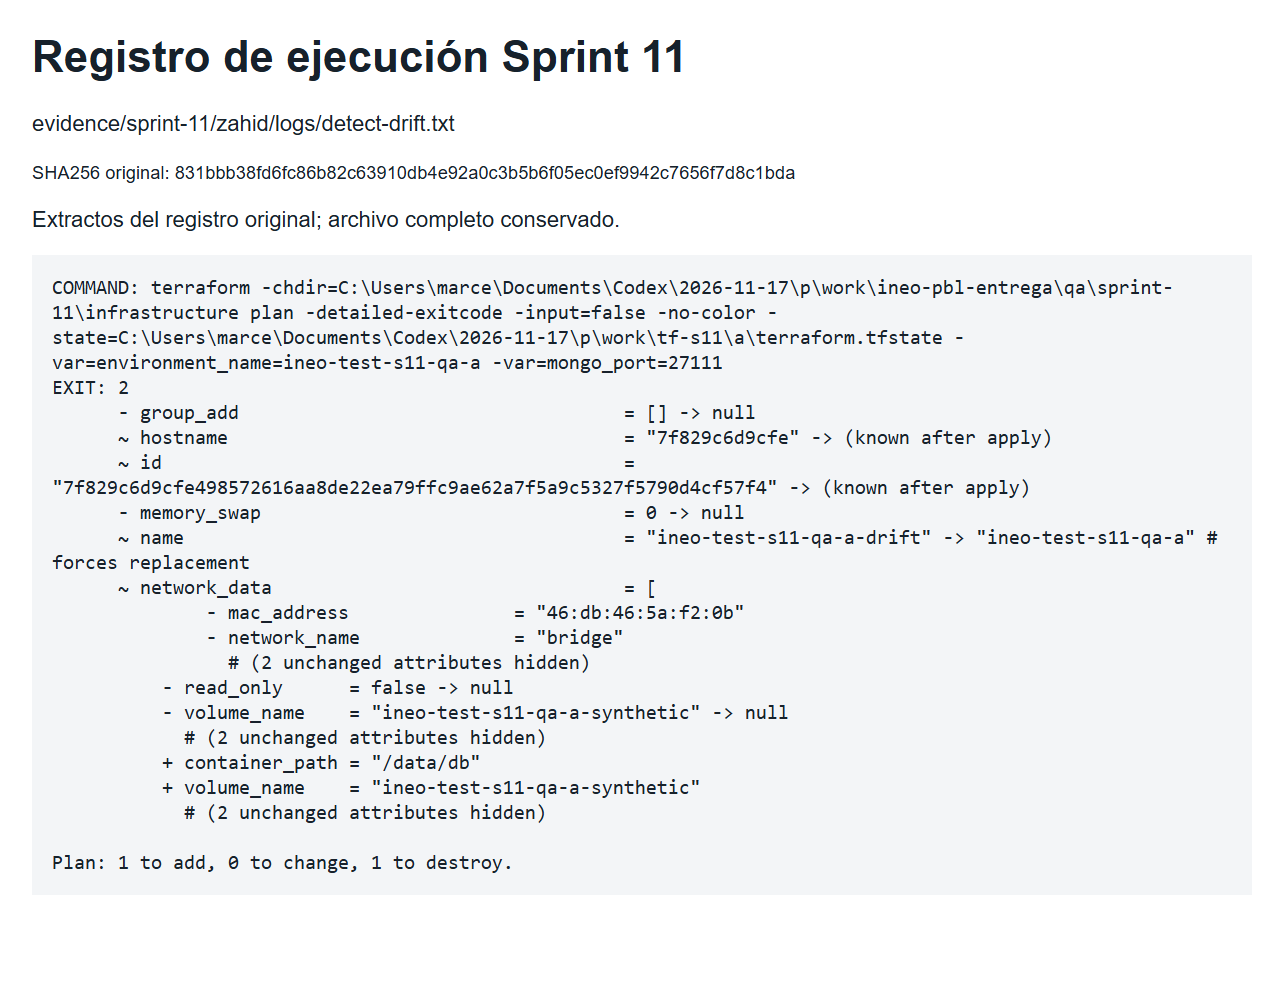 Registro de ejecución Sprint 11
evidence/sprint-11/zahid/logs/detect-drift.txt
SHA256 original: 831bbb38fd6fc86b82c63910db4e92a0c3b5b6f05ec0ef9942c7656f7d8c1bda
Extractos del registro original; archivo completo conservado.
COMMAND: terraform -chdir=C:\Users\marce\Documents\Codex\2026-11-17\p\work\ineo-pbl-entrega\qa\sprint-
11\infrastructure plan -detailed-exitcode -input=false -no-color -
state=C:\Users\marce\Documents\Codex\2026-11-17\p\work\tf-s11\a\terraform.tfstate -
var=environment_name=ineo-test-s11-qa-a -var=mongo_port=27111
EXIT: 2
- group_add = [] -> null
~ hostname = "7f829c6d9cfe" -> (known after apply)
~ id =
"7f829c6d9cfe498572616aa8de22ea79ffc9ae62a7f5a9c5327f5790d4cf57f4" -> (known after apply)
- memory_swap = 0 -> null
~ name = "ineo-test-s11-qa-a-drift" -> "ineo-test-s11-qa-a" #
forces replacement
~ network_data = [
- mac_address = "46:db:46:5a:f2:0b"
- network_name = "bridge"
# (2 unchanged attributes hidden)
- read_only = false -> null
- volume_name = "ineo-test-s11-qa-a-synthetic" -> null
# (2 unchanged attributes hidden)
+ container_path = "/data/db"
+ volume_name = "ineo-test-s11-qa-a-synthetic"
# (2 unchanged attributes hidden)
Plan: 1 to add, 0 to change, 1 to destroy.